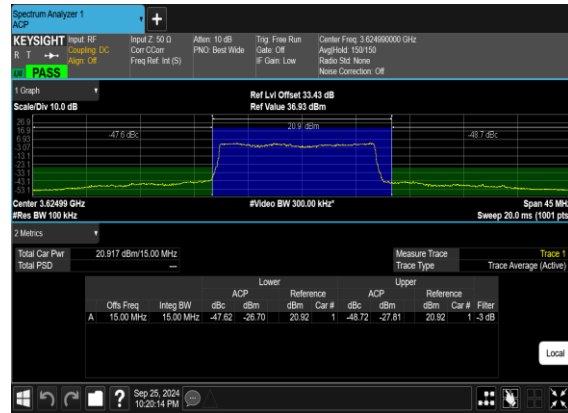 Spectrum Analyzer 1
ACP
+
KEYSIGHT Input: RF Input Z: 50 Ω Atten: 10 dB Trig: Free Run Center Freq: 3.624990000 GHz
R T Coupling: DC Corr CCorr PNO: Best Wide Gate: Off Avg|Hold: 150/150
Align: Off Freq Ref: Int (S) IF Gain: Low Radio Std: None
LXI PASS Noise Correction: Off
1 Graph Ref Lvl Offset 33.43 dB
Scale/Div 10.0 dB Ref Value 36.93 dBm
26.9 20.9 dBm
16.9 -47.6 dBc -48.7 dBc
6.93
-3.07
-13.1
-23.1
-33.1
-43.1
-53.1
Center 3.62499 GHz #Video BW 300.00 kHz* Span 45 MHz
#Res BW 100 kHz Sweep 20.0 ms (1001 pts
2 Metrics
Total Car Pwr 20.917 dBm/15.00 MHz Measure Trace Trace 1
Total PSD --- Trace Type Trace Average (Active)
Lower Upper
ACP Reference ACP Reference
Offs Freq Integ BW dBc dBm dBm Car # dBc dBm dBm Car # Filter
A 15.00 MHz 15.00 MHz -47.62 -26.70 20.92 1 -48.72 -27.81 20.92 1 -3 dB
Local
? Sep 25, 2024
10:20:14 PM